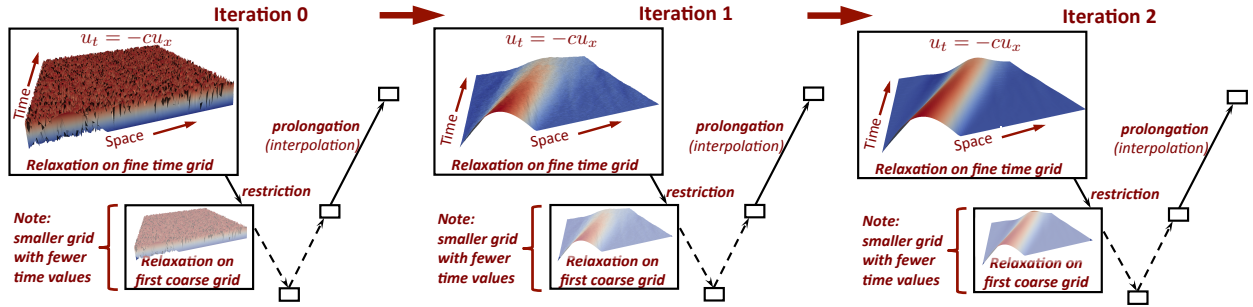 Iteration 0
u_t = −cu_x
Time
Space
Relaxation on fine time grid
prolongation
(interpolation)
restriction
Note:
smaller grid
with fewer
time values
Relaxation on
first coarse grid
Iteration 1
u_t = −cu_x
Time
Space
Relaxation on fine time grid
prolongation
(interpolation)
restriction
Note:
smaller grid
with fewer
time values
Relaxation on
first coarse grid
Iteration 2
u_t = −cu_x
Time
Space
Relaxation on fine time grid
prolongation
(interpolation)
restriction
Note:
smaller grid
with fewer
time values
Relaxation on
first coarse grid